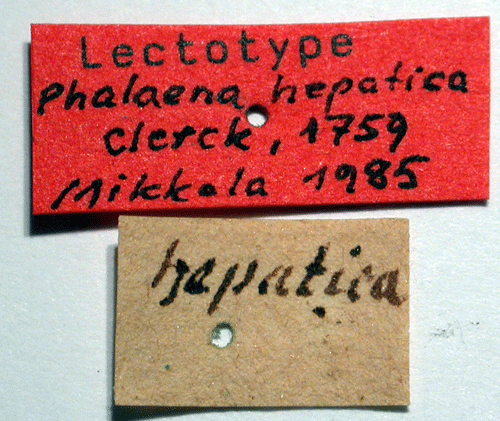 Lectotype
Phalaena hepatica
Clerck, 1759
Mikkola 1985
hepatica